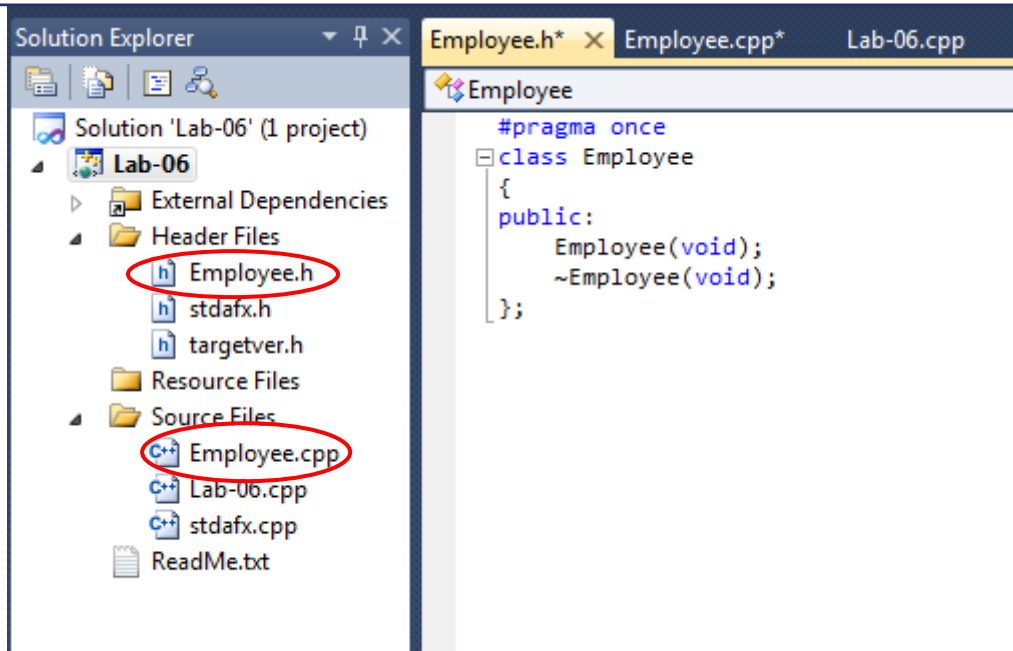 Solution Explorer
Solution 'Lab-06' (1 project)
Lab-06
External Dependencies
Header Files
Employee.h
stdafx.h
targetver.h
Resource Files
Source Files
Employee.cpp
Lab-06.cpp
stdafx.cpp
ReadMe.txt
Employee.h* Employee.cpp* Lab-06.cpp
Employee
#pragma once
class Employee
{
public:
    Employee(void);
    ~Employee(void);
};